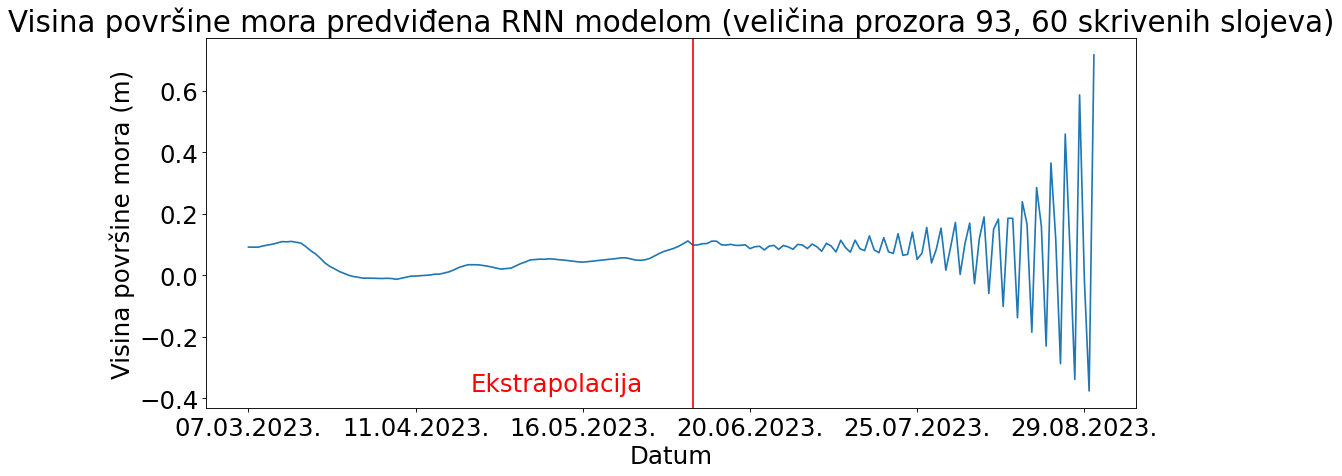 Visina površine mora predviđena RNN modelom (veličina prozora 93, 60 skrivenih slojeva)
Visina površine mora (m)
0.6
0.4
0.2
0.0
−0.2
−0.4
Ekstrapolacija
07.03.2023. 11.04.2023. 16.05.2023. 20.06.2023. 25.07.2023. 29.08.2023.
Datum